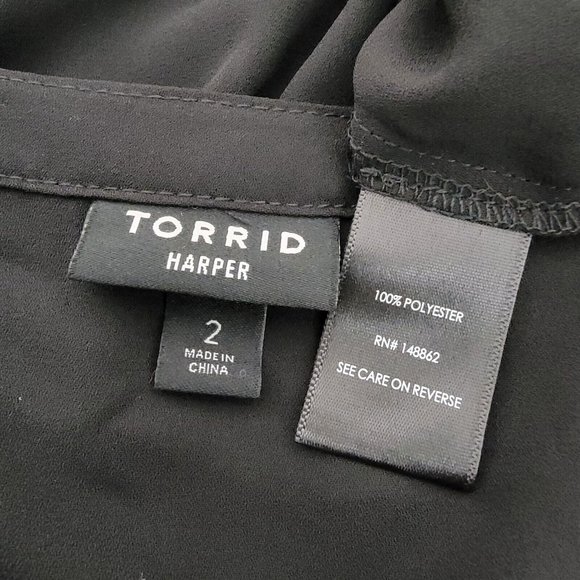 TORRID
HARPER
2
MADE IN
CHINA
100% POLYESTER
RN# 148862
SEE CARE ON REVERSE